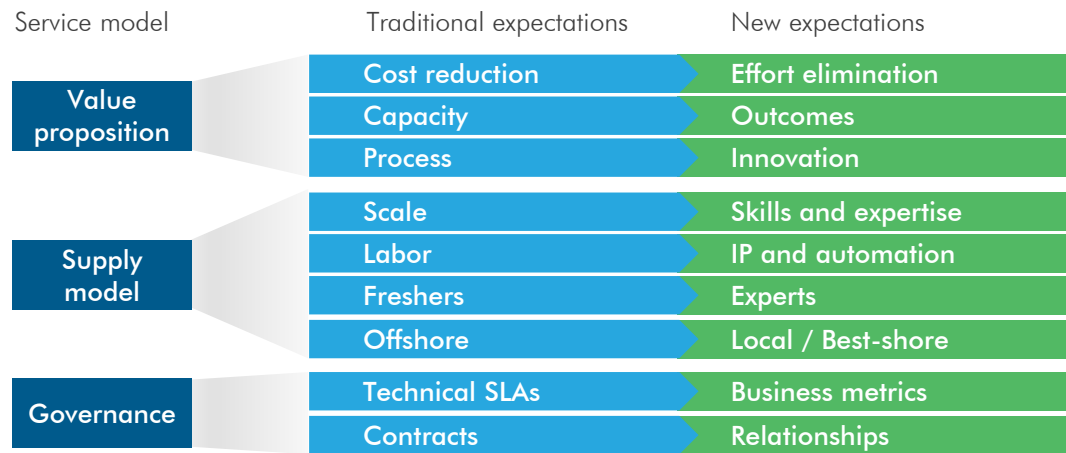 Service model
Traditional expectations
New expectations
Value
proposition
Cost reduction
Effort elimination
Capacity
Outcomes
Process
Innovation
Supply
model
Scale
Skills and expertise
Labor
IP and automation
Freshers
Experts
Offshore
Local / Best-shore
Governance
Technical SLAs
Business metrics
Contracts
Relationships